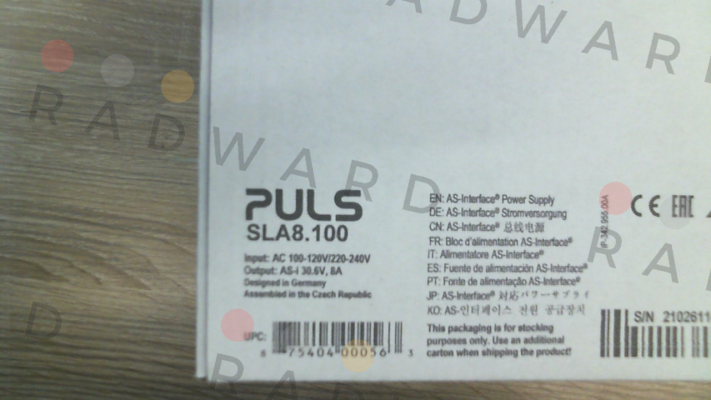 PULS
SLA8.100
Input: AC 100-120V/220-240V
Output: AS-i 30.6V, 8A
Designed in Germany
Assembled in the Czech Republic
UPC:
8 75404 00056 3
EN: AS-Interface® Power Supply
DE: AS-Interface® Stromversorgung
CN: AS-Interface® 总线电源
FR: Bloc d'alimentation AS-Interface®
IT: Alimentatore AS-Interface®
ES: Fuente de alimentación AS-Interface®
PT: Fonte de alimentação AS-Interface®
JP: AS-Interface® 対応パワーサプライ
KO: AS-인터페이스 전원 공급장치
This packaging is for stocking
purposes only. Use an additional
carton when shipping the product!
CE EAC
S/N 2102611
RADWARD
RADWARD
RADWARD